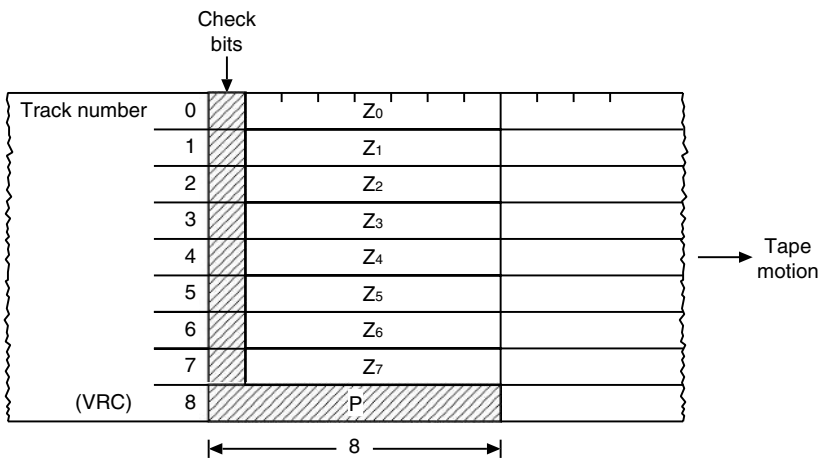 Check
bits
Track number 0 Z0
1 Z1
2 Z2
3 Z3
4 Z4
5 Z5
6 Z6
7 Z7
(VRC) 8 P
Tape
motion
8